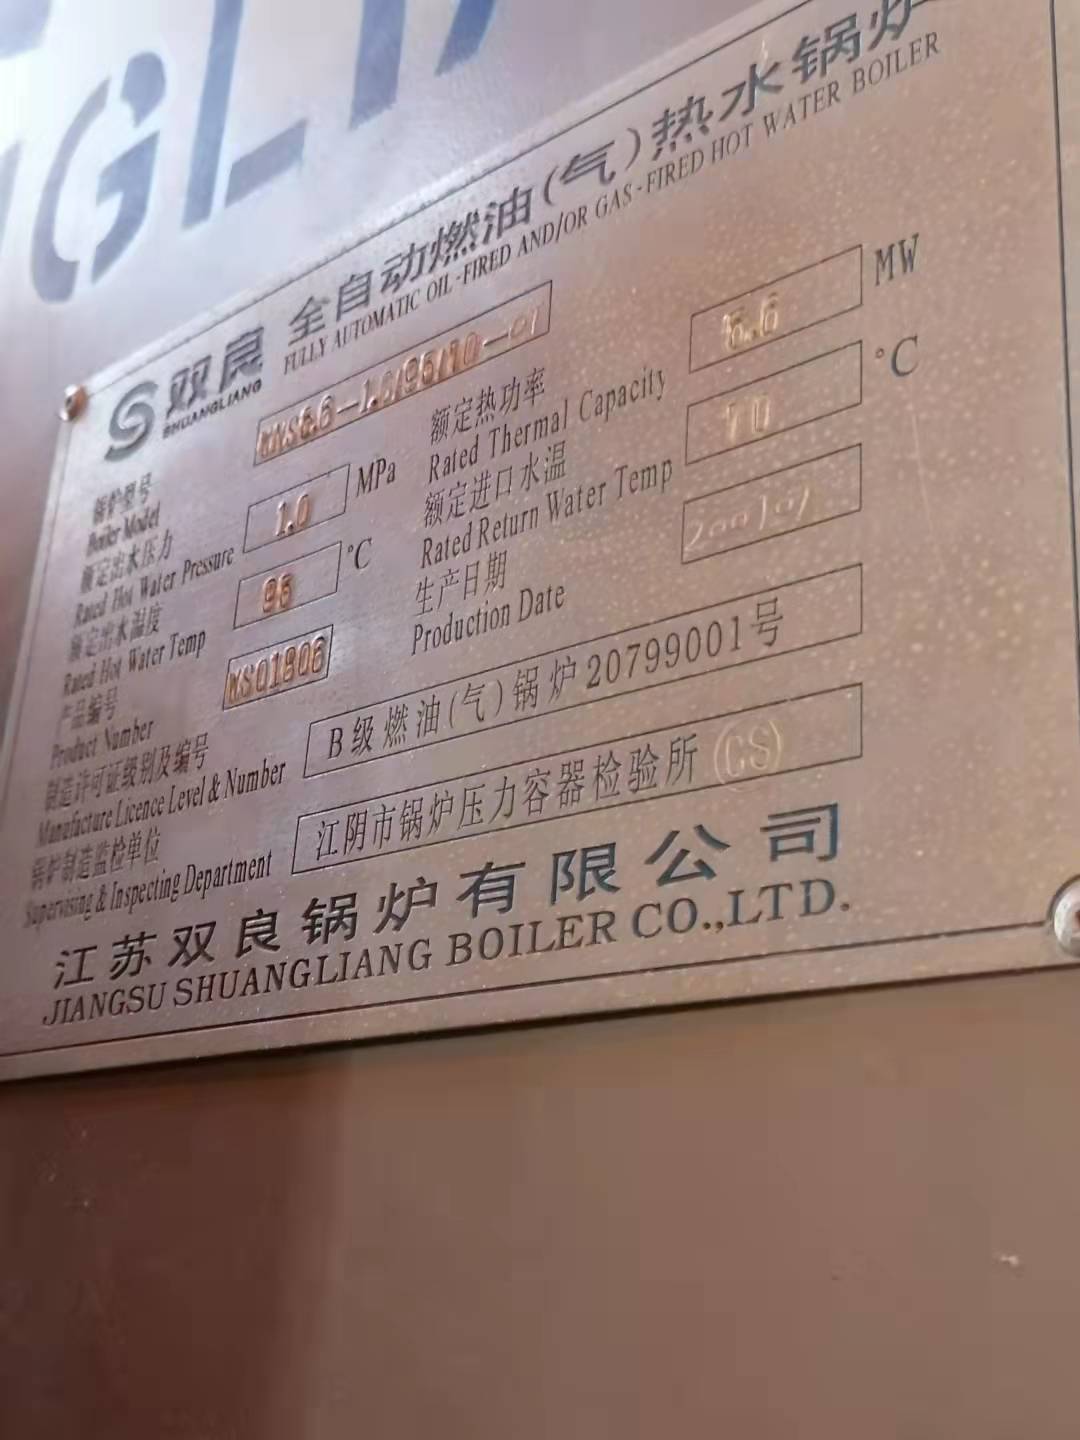 GL
双良
SHUANGLIANG
全自动燃油(气)热水锅炉
FULLY AUTOMATIC OIL-FIRED AND/OR GAS-FIRED HOT WATER BOILER
锅炉型号
Boiler Model
额定出水压力
Rated Hot Water Pressure
1.0
MPa
额定出水温度
Rated Hot Water Temp
95
°C
产品编号
Product Number
额定热功率
Rated Thermal Capacity
MW
额定进口水温
Rated Return Water Temp
70
°C
生产日期
Production Date
制造许可证级别及编号
Manufacture Licence Level & Number
B级燃油(气)锅炉20799001号
锅炉制造监检单位
Supervising & Inspecting Department
江阴市锅炉压力容器检验所
CS
江苏双良锅炉有限公司
JIANGSU SHUANGLIANG BOILER CO.,LTD.